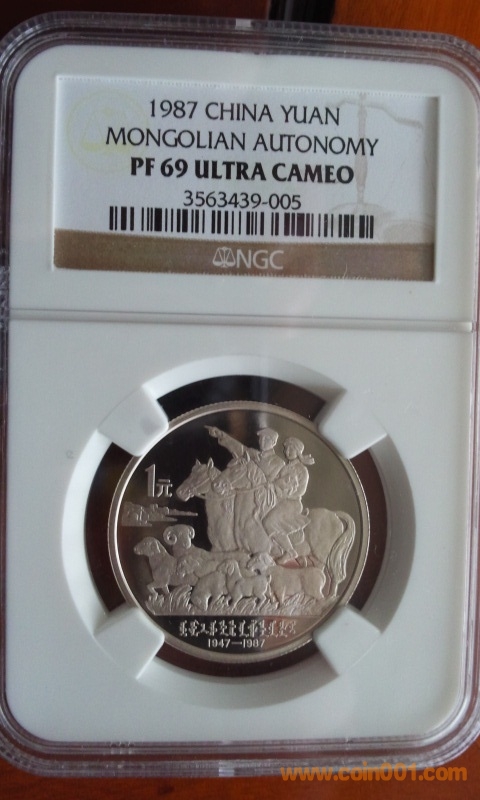 1987 CHINA YUAN
MONGOLIAN AUTONOMY
PF 69 ULTRA CAMEO
3563439-005
NGC
1元
1947—1987
www.coin001.com